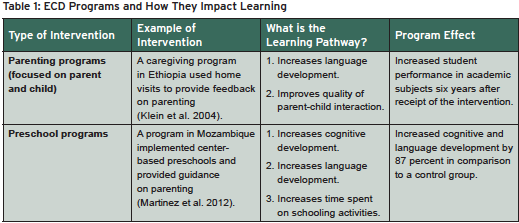 Table 1: ECD Programs and How They Impact Learning
Type of Intervention
Example of
Intervention
What is the
Learning Pathway?
Program Effect
Parenting programs
(focused on parent
and child)
A caregiving program
in Ethiopia used home
visits to provide feedback
on parenting
(Klein et al. 2004).
1. Increases language
development.
2. Improves quality of
parent-child interaction.
Increased student
performance in academic
subjects six years after
receipt of the intervention.
Preschool programs
A program in Mozambique
implemented center-
based preschools and
provided guidance
on parenting
(Martinez et al. 2012).
1. Increases cognitive
development.
2. Increases language
development.
3. Increases time spent
on schooling activities.
Increased cognitive and
language development by
87 percent in comparison
to a control group.